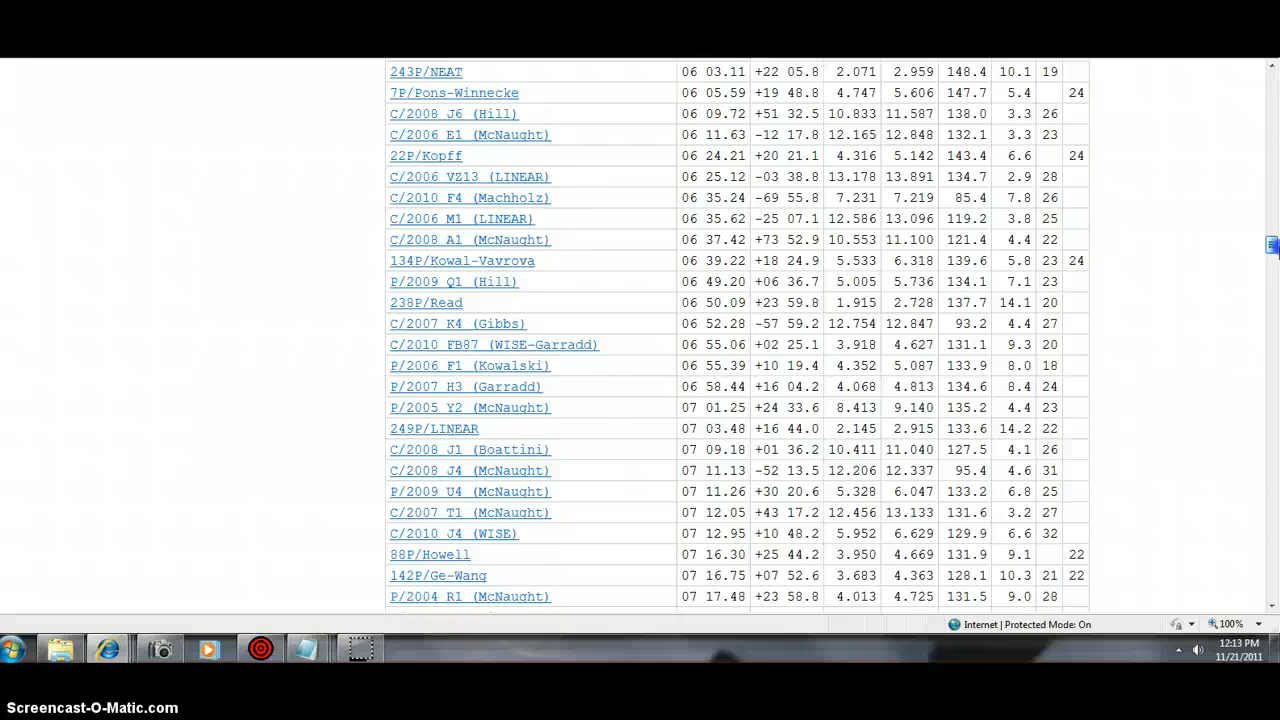 243P/NEAT 06 03.11 +22 05.8 2.071 2.959 148.4 10.1 19
7P/Pons-Winnecke 06 05.59 +19 48.8 4.747 5.606 147.7 5.4 24
C/2008 J6 (Hill) 06 09.72 +51 32.5 10.833 11.587 138.0 3.3 26
C/2006 E1 (McNaught) 06 11.63 -12 17.8 12.165 12.848 132.1 3.3 23
22P/Kopff 06 24.21 +20 21.1 4.316 5.142 143.4 6.6 24
C/2006 VZ13 (LINEAR) 06 25.12 -03 38.8 13.178 13.891 134.7 2.9 28
C/2010 F4 (Machholz) 06 35.24 -69 55.8 7.231 7.219 85.4 7.8 26
C/2006 M1 (LINEAR) 06 35.62 -25 07.1 12.586 13.096 119.2 3.8 25
C/2008 A1 (McNaught) 06 37.42 +73 52.9 10.553 11.100 121.4 4.4 22
134P/Kowal-Vavrova 06 39.22 +18 24.9 5.533 6.318 139.6 5.8 23 24
P/2009 Q1 (Hill) 06 49.20 +06 36.7 5.005 5.736 134.1 7.1 23
238P/Read 06 50.09 +23 59.8 1.915 2.728 137.7 14.1 20
C/2007 K4 (Gibbs) 06 52.28 -57 59.2 12.754 12.847 93.2 4.4 27
C/2010 FB87 (WISE-Garradd) 06 55.06 +02 25.1 3.918 4.627 131.1 9.3 20
P/2006 F1 (Kowalski) 06 55.39 +10 19.4 4.352 5.087 133.9 8.0 18
P/2007 H3 (Garradd) 06 58.44 +16 04.2 4.068 4.813 134.6 8.4 24
P/2005 Y2 (McNaught) 07 01.25 +24 33.6 8.413 9.140 135.2 4.4 23
249P/LINEAR 07 03.48 +16 44.0 2.145 2.915 133.6 14.2 22
C/2008 J1 (Boattini) 07 09.18 +01 36.2 10.411 11.040 127.5 4.1 26
C/2008 J4 (McNaught) 07 11.13 -52 13.5 12.206 12.337 95.4 4.6 31
P/2009 U4 (McNaught) 07 11.26 +30 20.6 5.328 6.047 133.2 6.8 25
C/2007 T1 (McNaught) 07 12.05 +43 17.2 12.456 13.133 131.6 3.2 27
C/2010 J4 (WISE) 07 12.95 +10 48.2 5.952 6.629 129.9 6.6 32
88P/Howell 07 16.30 +25 44.2 3.950 4.669 131.9 9.1 22
142P/Ge-Wang 07 16.75 +07 52.6 3.683 4.363 128.1 10.3 21 22
P/2004 R1 (McNaught) 07 17.48 +23 58.8 4.013 4.725 131.5 9.0 28
Internet | Protected Mode: On 100%
12:13 PM
11/21/2011
Screencast-O-Matic.com